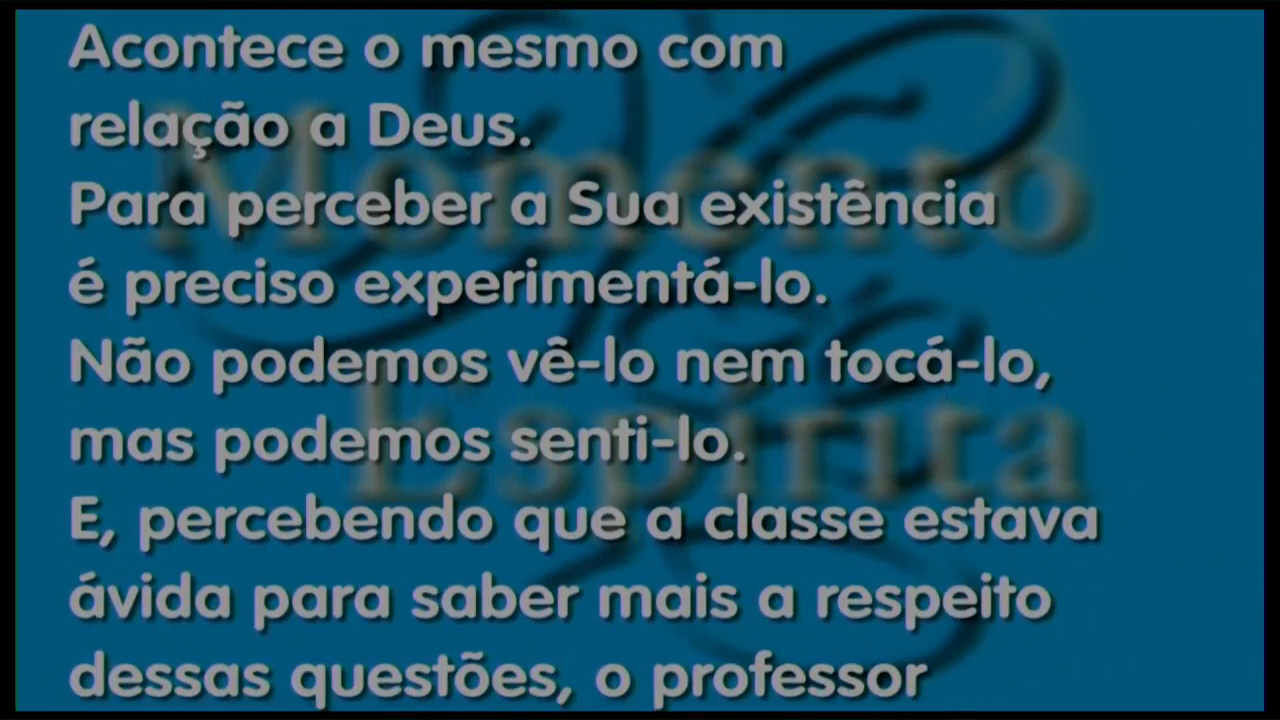 Acontece o mesmo com
relação a Deus.
Para perceber a Sua existência
é preciso experimentá-lo.
Não podemos vê-lo nem tocá-lo,
mas podemos senti-lo.
E, percebendo que a classe estava
ávida para saber mais a respeito
dessas questões, o professor
Momento
Espírita